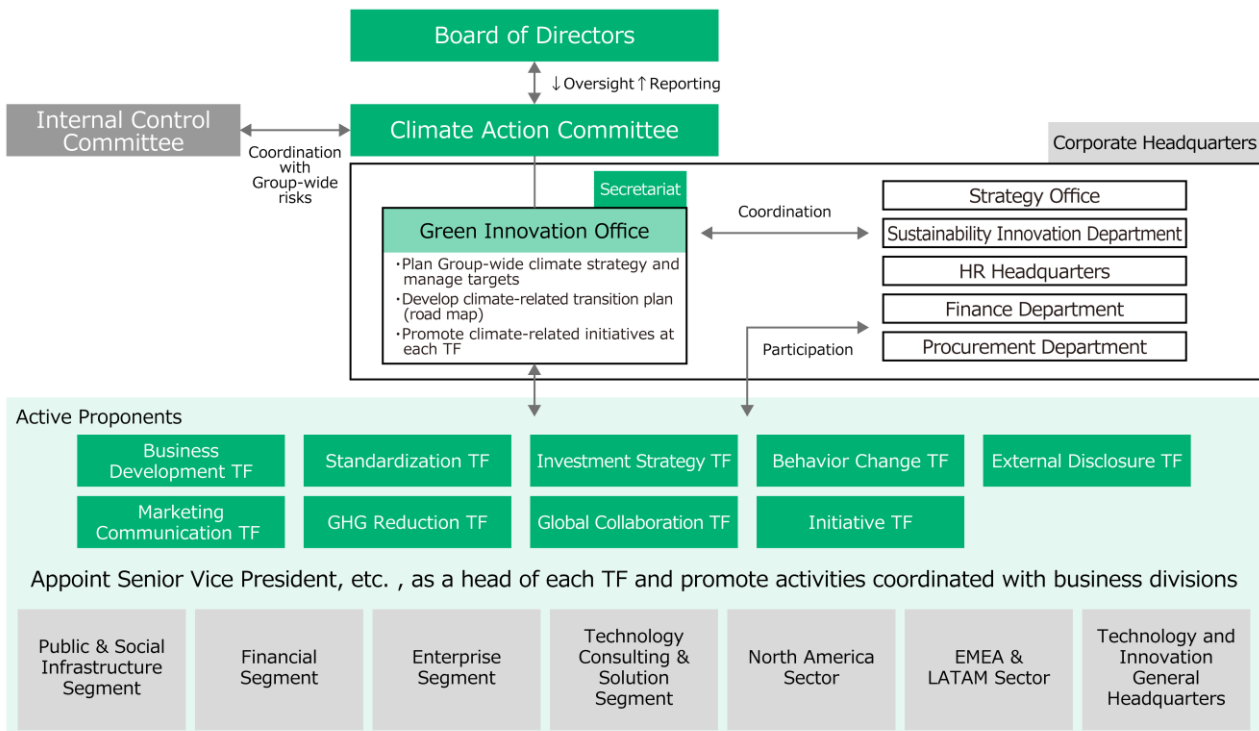 Board of Directors
↓Oversight↑Reporting
Internal Control
Committee
Climate Action Committee
Coordination
with
Group-wide
risks
Corporate Headquarters
Secretariat
Green Innovation Office
・Plan Group-wide climate strategy and
manage targets
・Develop climate-related transition plan
(road map)
・Promote climate-related initiatives at
each TF
Coordination
Participation
Strategy Office
Sustainability Innovation Department
HR Headquarters
Finance Department
Procurement Department
Active Proponents
Business
Development TF
Standardization TF
Investment Strategy TF
Behavior Change TF
External Disclosure TF
Marketing
Communication TF
GHG Reduction TF
Global Collaboration TF
Initiative TF
Appoint Senior Vice President, etc. , as a head of each TF and promote activities coordinated with business divisions
Public & Social
Infrastructure
Segment
Financial
Segment
Enterprise
Segment
Technology
Consulting &
Solution
Segment
North America
Sector
EMEA &
LATAM Sector
Technology and
Innovation
General
Headquarters